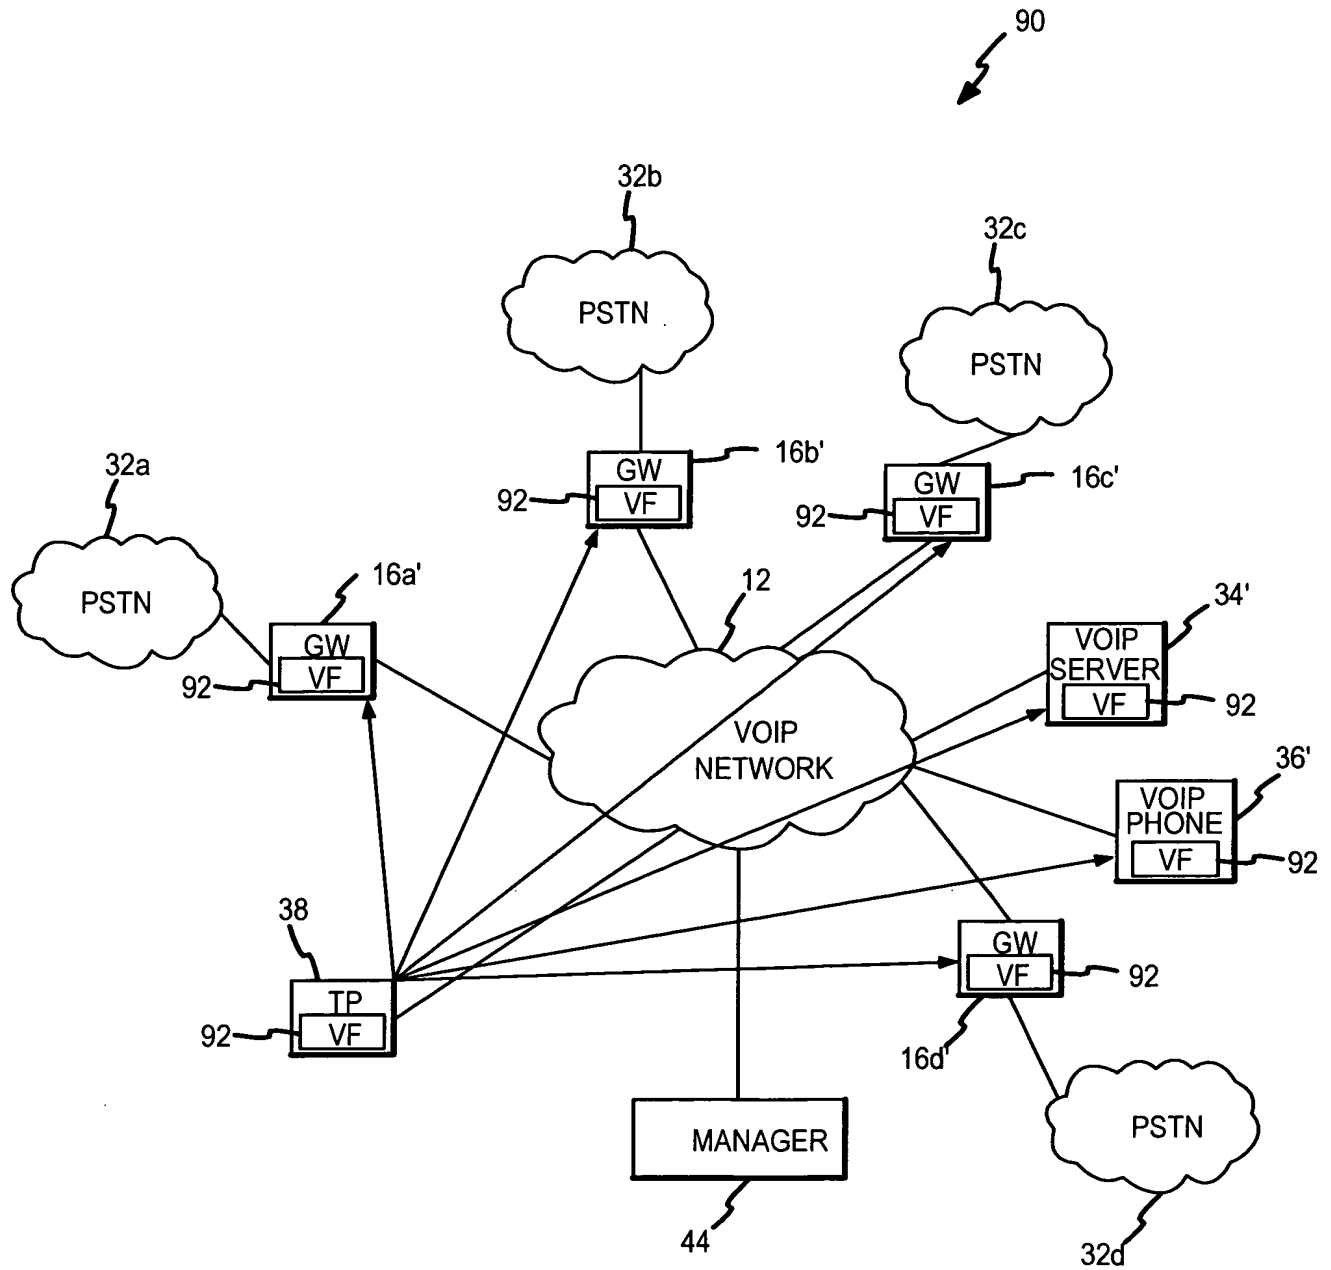 90
32b
32c
PSTN
PSTN
32a
GW
16b'
92
VF
GW
16c'
92
VF
PSTN
16a'
12
34'
GW
92
VF
VOIP
SERVER
VF
92
VOIP
NETWORK
36'
VOIP
PHONE
VF
92
38
GW
VF
92
TP
92
VF
16d'
MANAGER
PSTN
44
32d